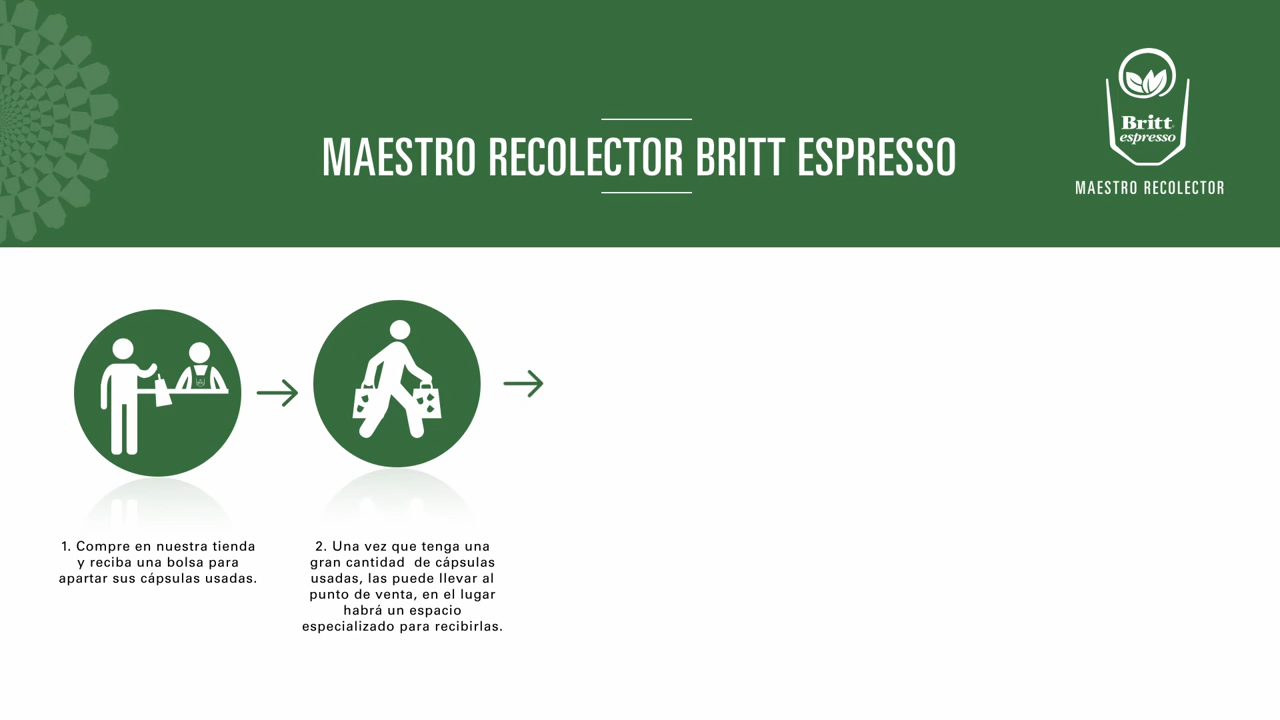 MAESTRO RECOLECTOR BRITT ESPRESSO
Britt
espresso
MAESTRO RECOLECTOR
1. Compre en nuestra tienda
y reciba una bolsa para
apartar sus cápsulas usadas.
2. Una vez que tenga una
gran cantidad de cápsulas
usadas, las puede llevar al
punto de venta, en el lugar
habrá un espacio
especializado para recibirlas.